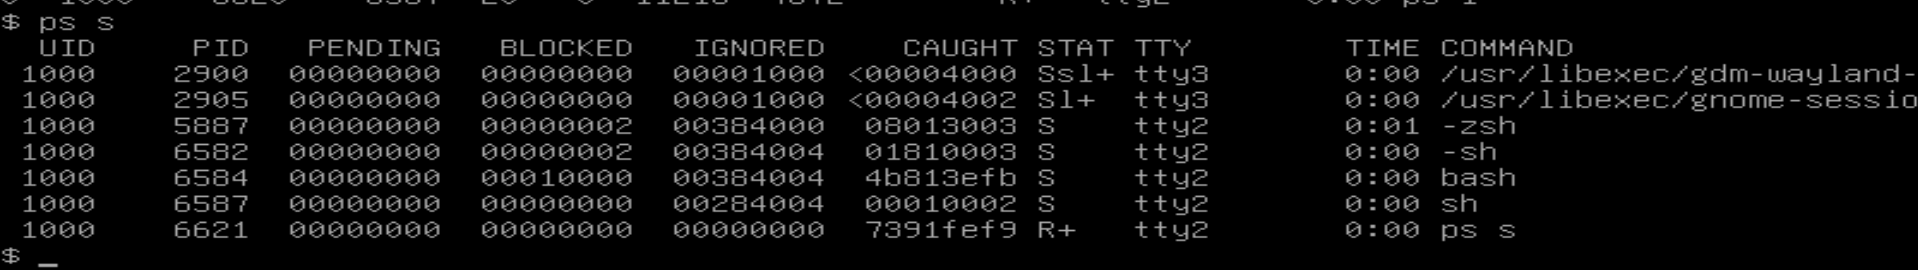 $ ps s
  UID     PID   PENDING   BLOCKED   IGNORED    CAUGHT STAT TTY        TIME COMMAND
 1000    2900  00000000  00000000  00001000 <00004000 Ssl+ tty3       0:00 /usr/libexec/gdm-wayland-
 1000    2905  00000000  00000000  00001000 <00004002 Sl+  tty3       0:00 /usr/libexec/gnome-sessio
 1000    5887  00000000  00000002  00384000  08013003 S    tty2       0:01 -zsh
 1000    6582  00000000  00000002  00384004  01810003 S    tty2       0:00 -sh
 1000    6584  00000000  00010000  00384004  4b813efb S    tty2       0:00 bash
 1000    6587  00000000  00000000  00284004  00010002 S    tty2       0:00 sh
 1000    6621  00000000  00000000  00000000  7391fef9 R+   tty2       0:00 ps s
$ _